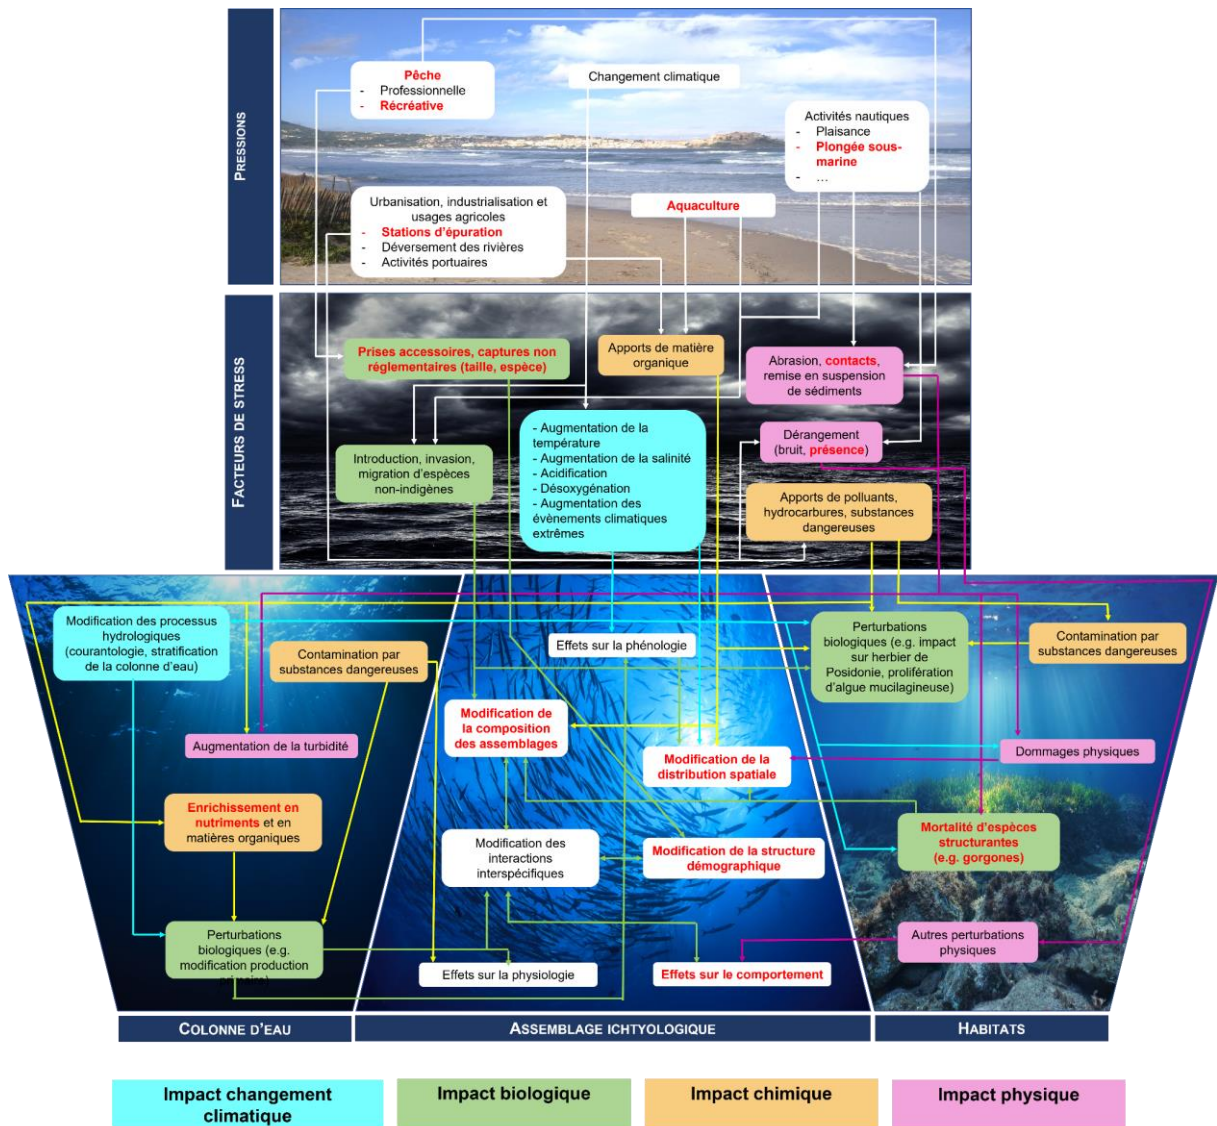 PRESSIONS
Pêche
- Professionnelle
- Récréative
Changement climatique
Activités nautiques
- Plaisance
- Plongée sous-
marine
- ...
Urbanisation, industrialisation et
usages agricoles
- Stations d'épuration
- Déversement des rivières
- Activités portuaires
Aquaculture
FACTEURS DE STRESS
Prises accessoires, captures non
réglementaires (taille, espèce)
Apports de matière
organique
Abrasion, contacts,
remise en suspension
de sédiments
Introduction, invasion,
migration d'espèces
non-indigènes
- Augmentation de la
température
- Augmentation de la salinité
- Acidification
- Désoxygénation
- Augmentation des
évènements climatiques
extrêmes
Dérangement
(bruit, présence)
Apports de polluants,
hydrocarbures, substances
dangereuses
Modification des processus
hydrologiques
(courantologie, stratification
de la colonne d'eau)
Contamination par
substances dangereuses
Augmentation de la turbidité
Enrichissement en
nutriments et en
matières organiques
Perturbations
biologiques (e.g.
modification production
primaire)
Effets sur la phénologie
Modification de
la composition
des assemblages
Modification de la
distribution spatiale
Modification des
interactions
interspécifiques
Modification de la structure
démographique
Effets sur la physiologie
Effets sur le comportement
Perturbations
biologiques (e.g. impact
sur herbier de
Posidonie, prolifération
d'algue mucilagineuse)
Contamination par
substances dangereuses
Dommages physiques
Mortalité d'espèces
structurantes
(e.g. gorgones)
Autres perturbations
physiques
COLONNE D'EAU
ASSEMBLAGE ICHTYOLOGIQUE
HABITATS
Impact changement
climatique
Impact biologique
Impact chimique
Impact physique